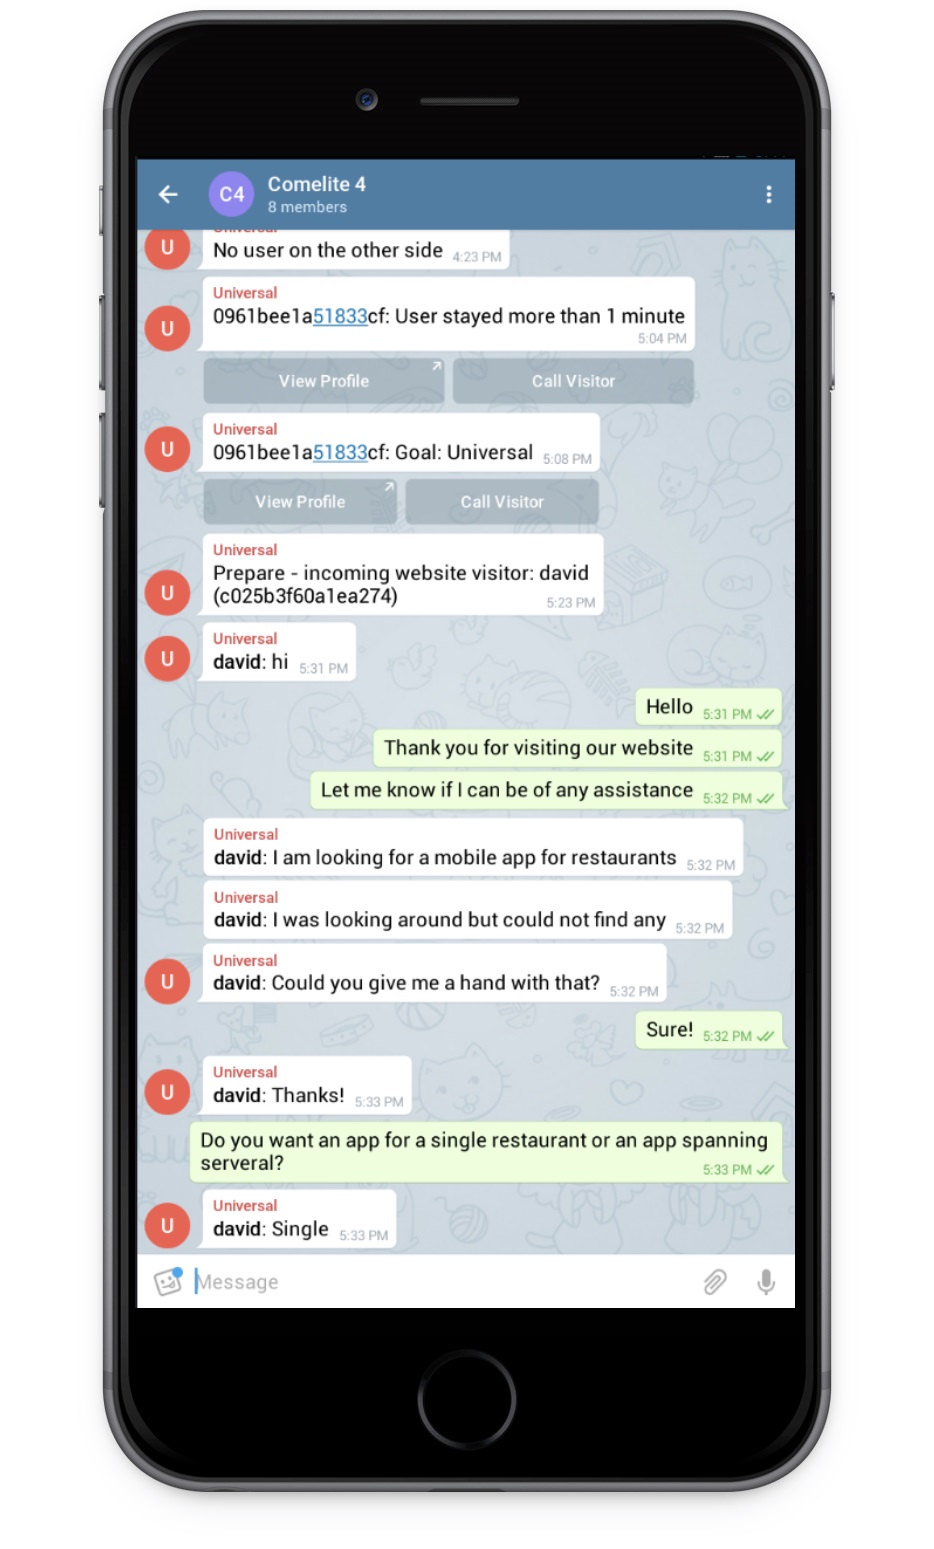 Comelite 4
C4
8 members
Universal
U
No user on the other side 4:23 PM
Universal
0961bee1a51833cf: User stayed more than 1 minute
U
5:04 PM
View Profile
Call Visitor
Universal
0961bee1a51833cf: Goal: Universal 5:08 PM
U
View Profile
Call Visitor
Universal
Prepare - incoming website visitor: david
(c025b3f60a1ea274) 5:23 PM
U
Universal
david: hi 5:31 PM
U
Hello 5:31 PM
Thank you for visiting our website 5:31 PM
Let me know if I can be of any assistance 5:32 PM
Universal
david: I am looking for a mobile app for restaurants 5:32 PM
Universal
david: I was looking around but could not find any 5:32 PM
Universal
david: Could you give me a hand with that? 5:32 PM
U
Sure! 5:32 PM
Universal
david: Thanks! 5:33 PM
U
Do you want an app for a single restaurant or an app spanning
serveral? 5:33 PM
Universal
david: Single 5:33 PM
U
Message